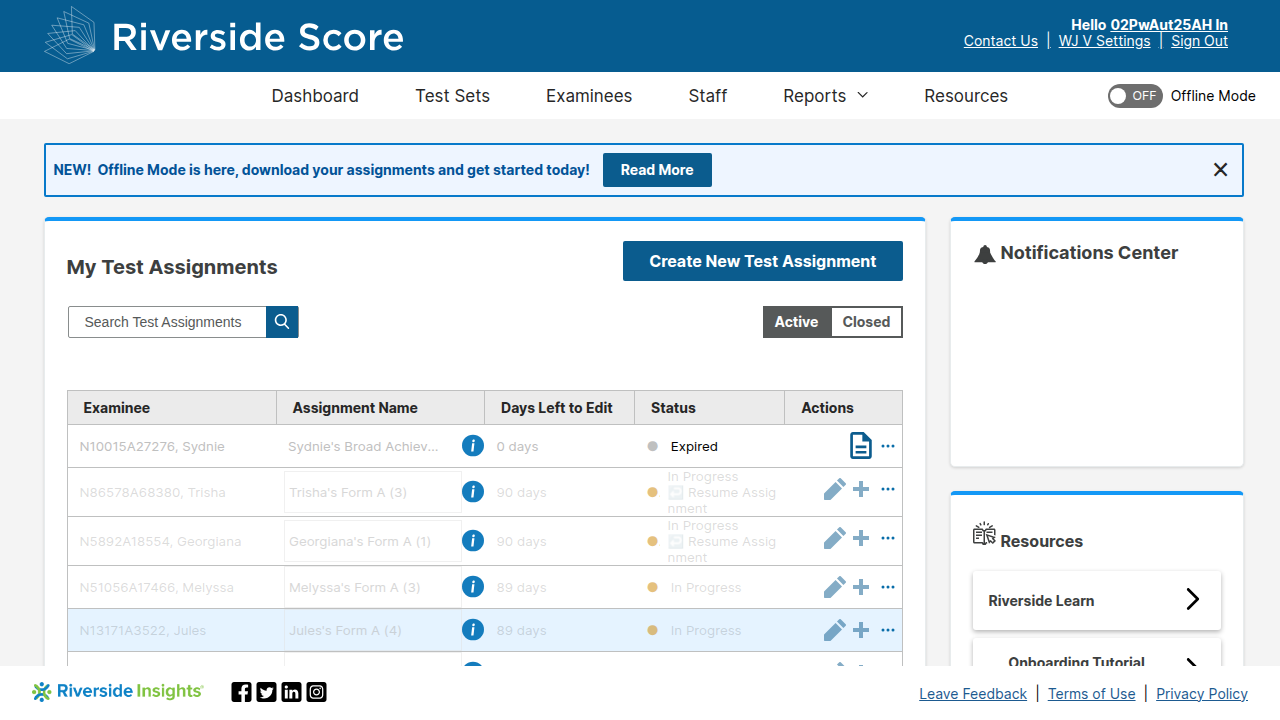 Riverside Score
Hello 02PwAut25AH In
Contact Us | WJ V Settings | Sign Out
Dashboard Test Sets Examinees Staff Reports Resources OFF Offline Mode
NEW! Offline Mode is here, download your assignments and get started today! Read More
My Test Assignments Create New Test Assignment
Search Test Assignments Active Closed
Examinee Assignment Name Days Left to Edit Status Actions
N10015A27276, Sydnie Sydnie's Broad Achiev... i 0 days Expired
N86578A68380, Trisha Trisha's Form A (3) i 90 days In Progress
Resume Assig
nment
N5892A18554, Georgiana Georgiana's Form A (1) i 90 days In Progress
Resume Assig
nment
N51056A17466, Melyssa Melyssa's Form A (3) i 89 days In Progress
N13171A3522, Jules Jules's Form A (4) i 89 days In Progress
Notifications Center
Resources
Riverside Learn
Onboarding Tutorial
Riverside Insights
Leave Feedback | Terms of Use | Privacy Policy